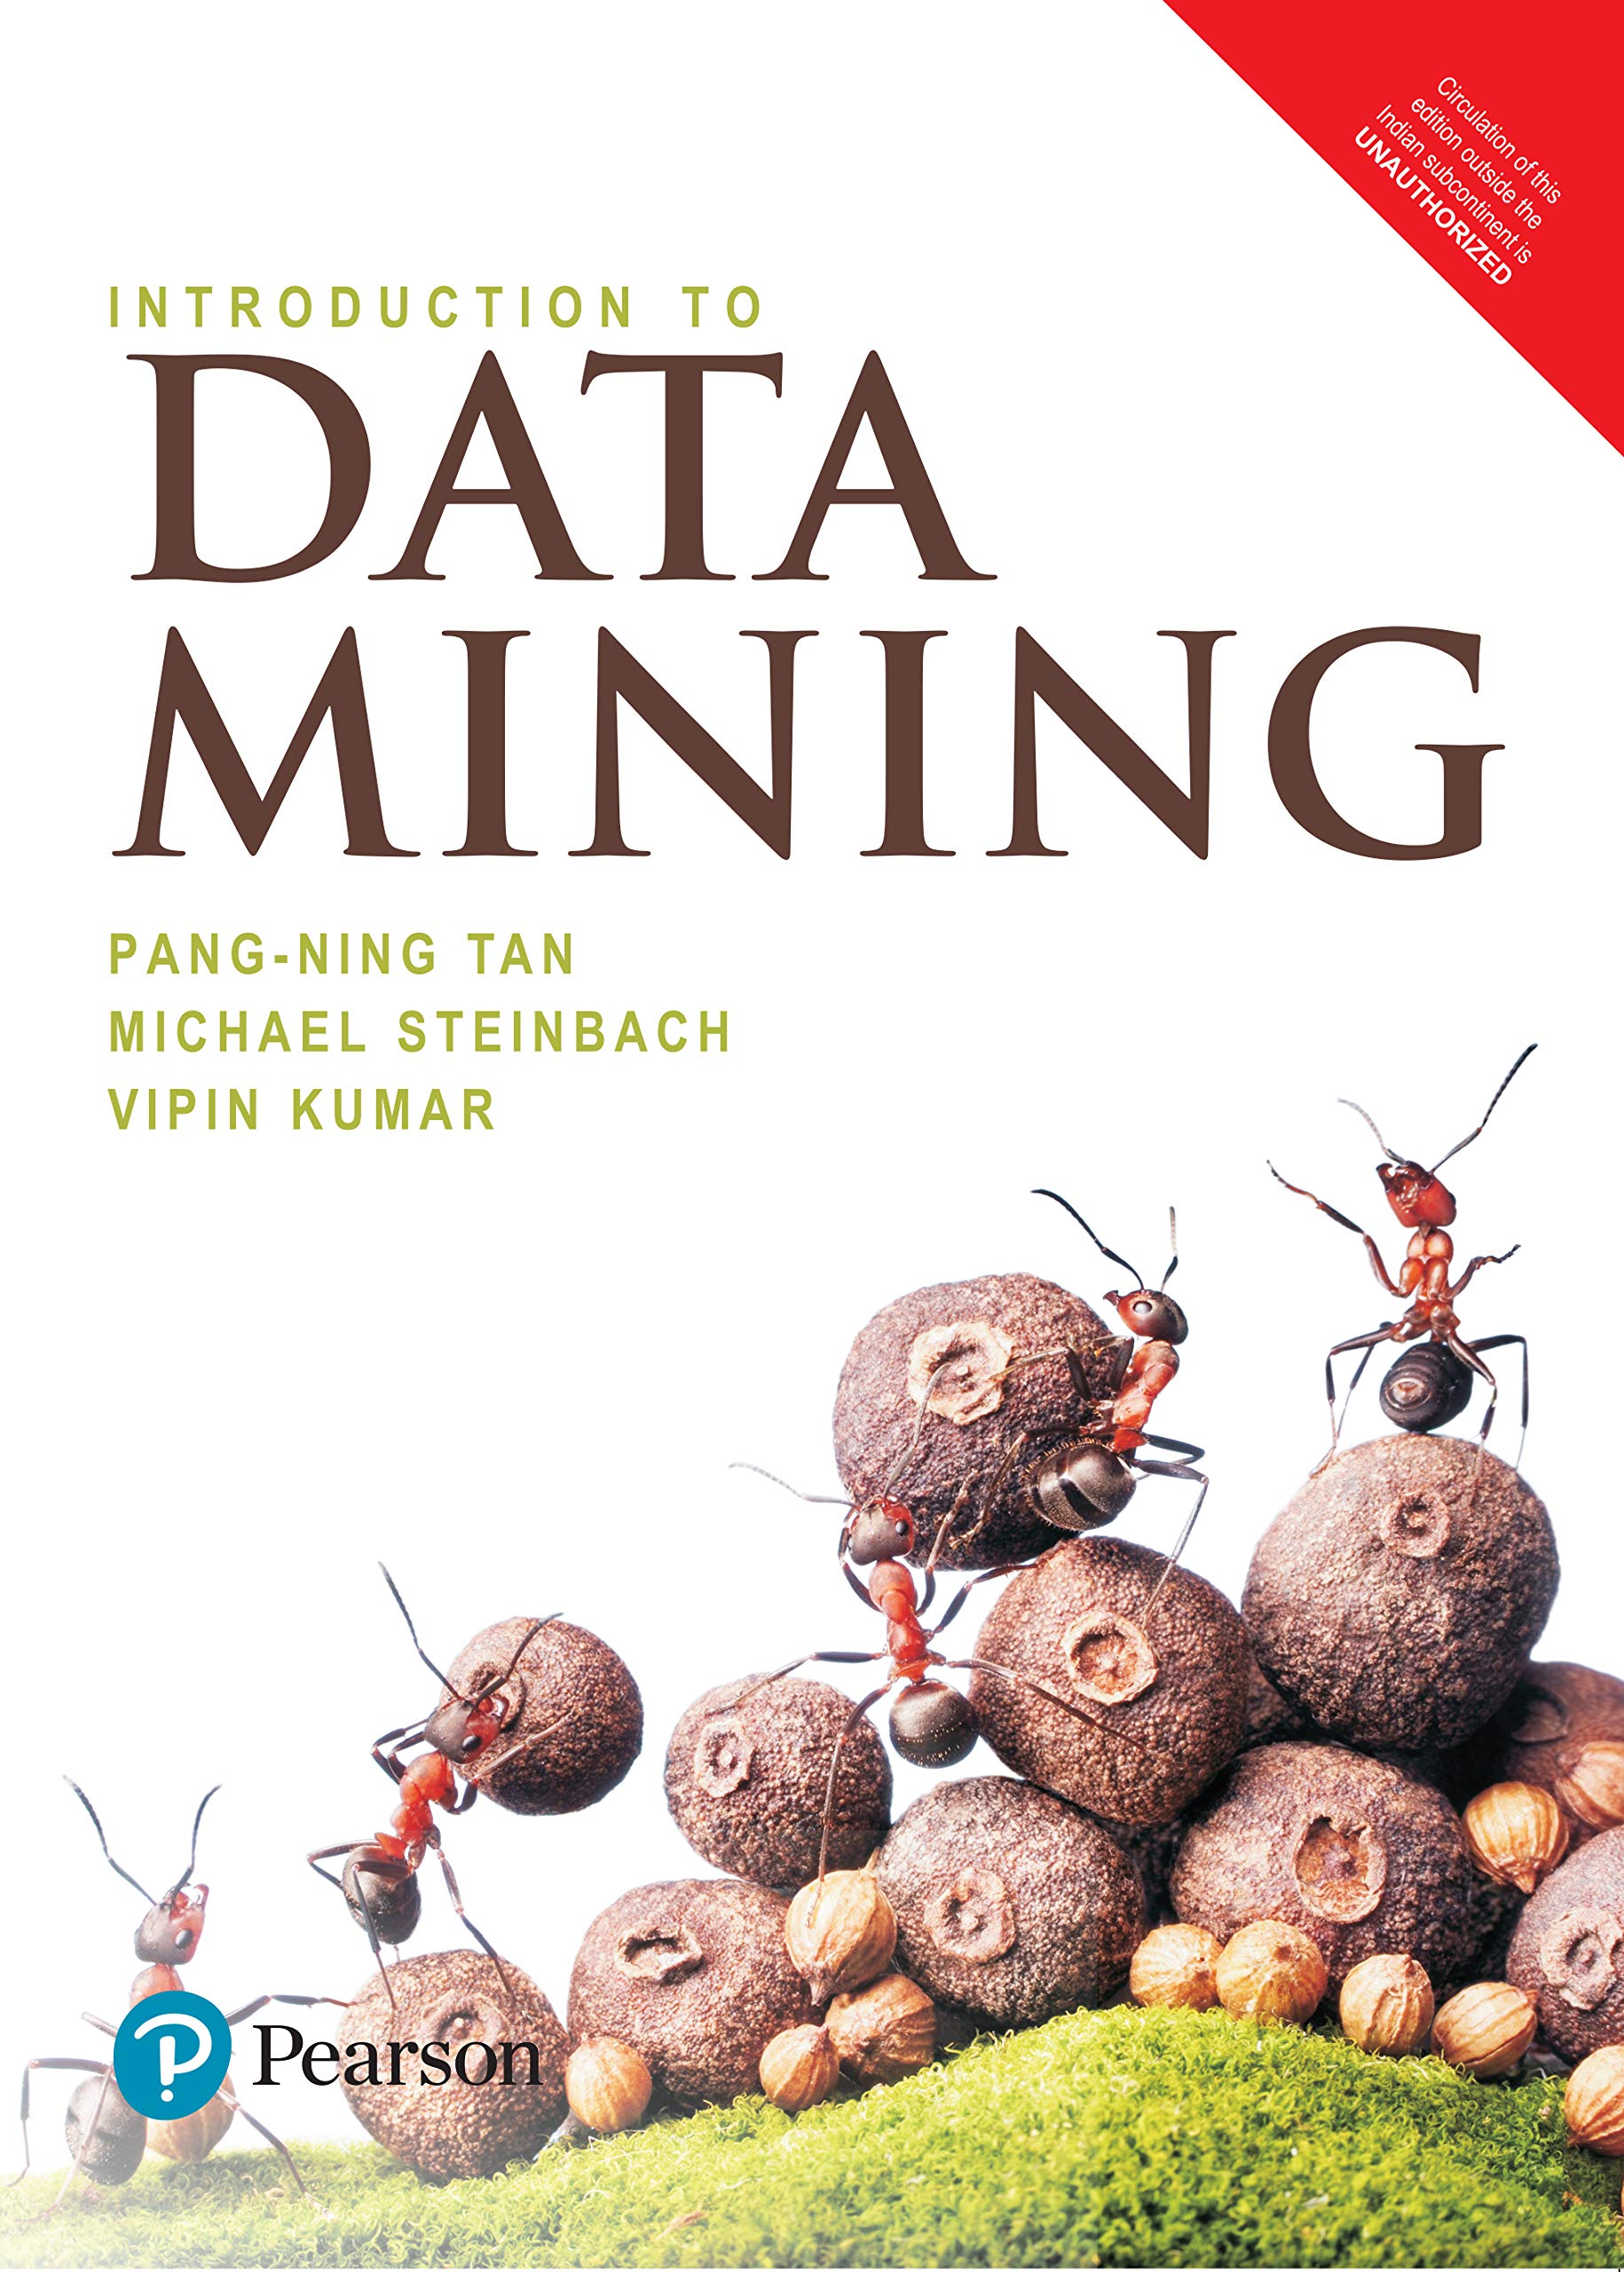 Circulation of this
edition outside the
Indian subcontinent is
UNAUTHORIZED
INTRODUCTION TO
DATA
MINING
PANG-NING TAN
MICHAEL STEINBACH
VIPIN KUMAR
Pearson